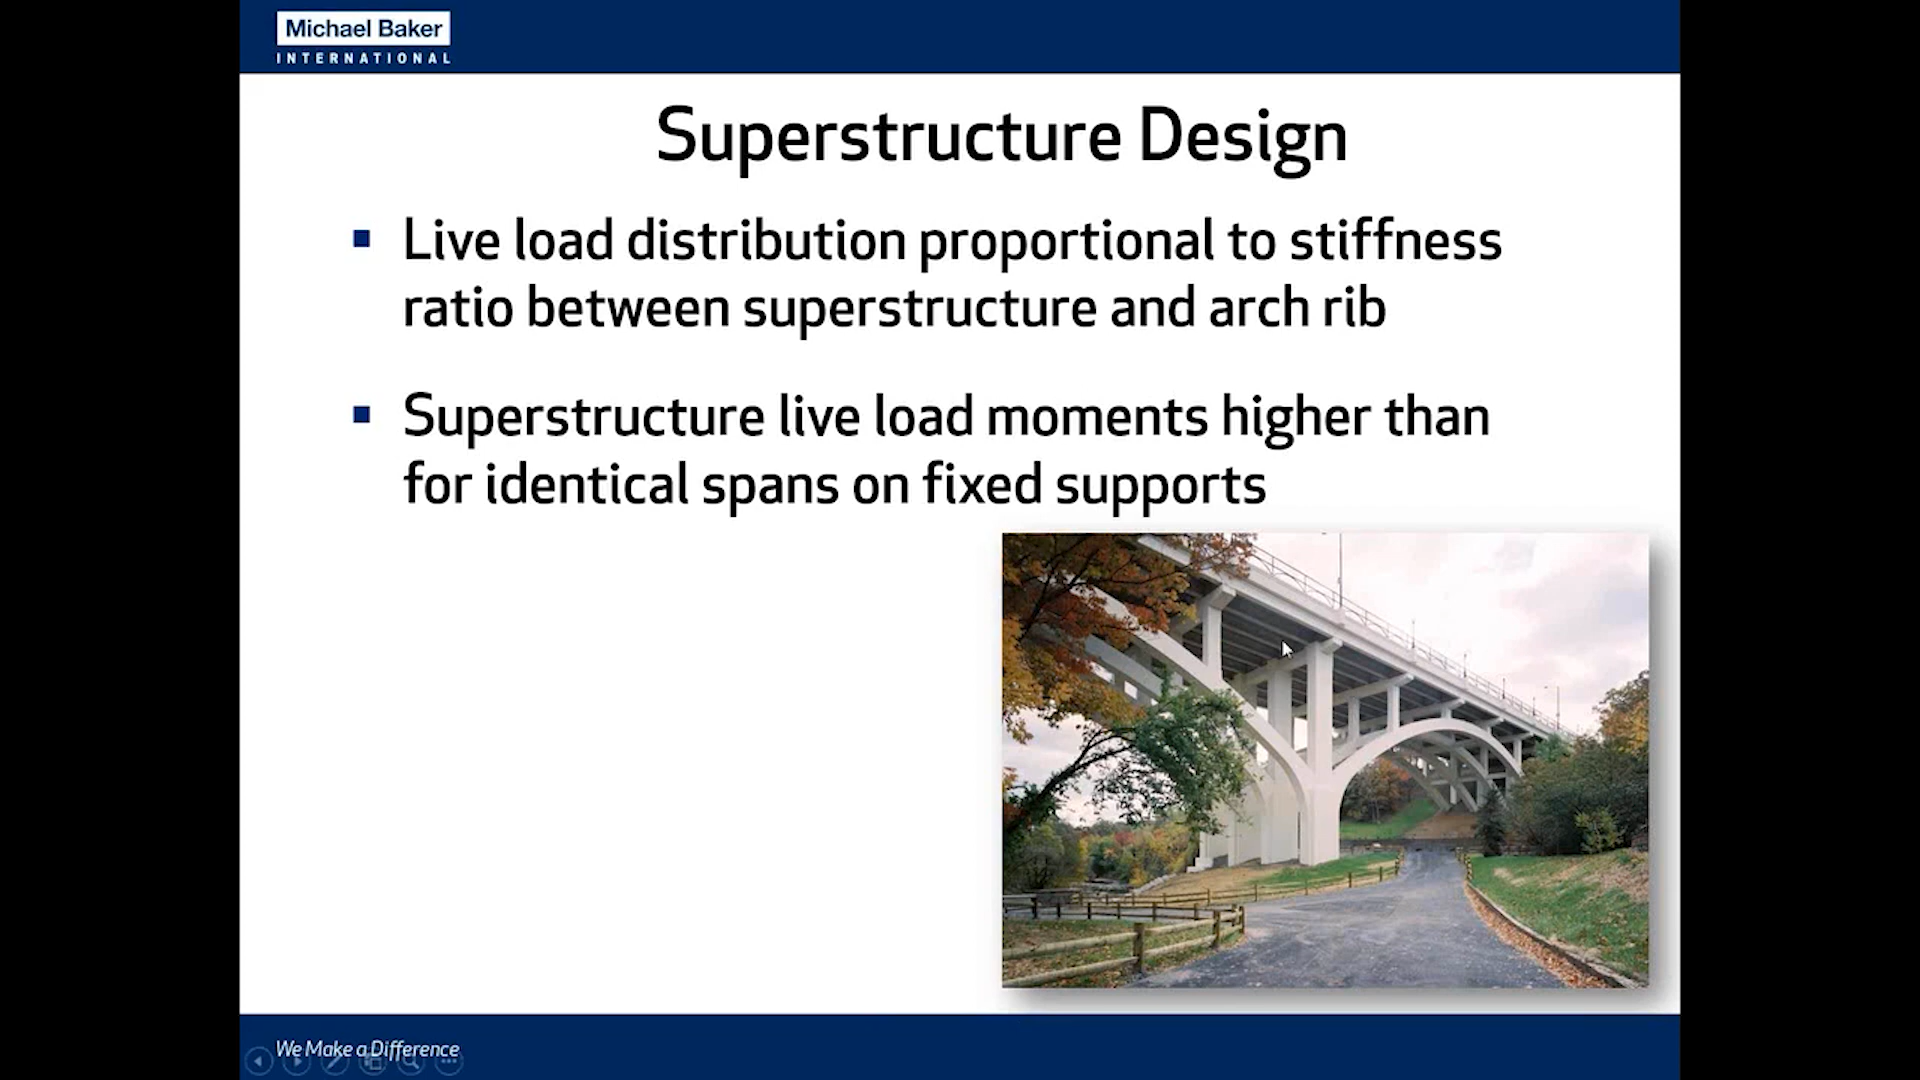 Michael Baker
INTERNATIONAL
Superstructure Design
Live load distribution proportional to stiffness
ratio between superstructure and arch rib
Superstructure live load moments higher than
for identical spans on fixed supports
We Make a Difference